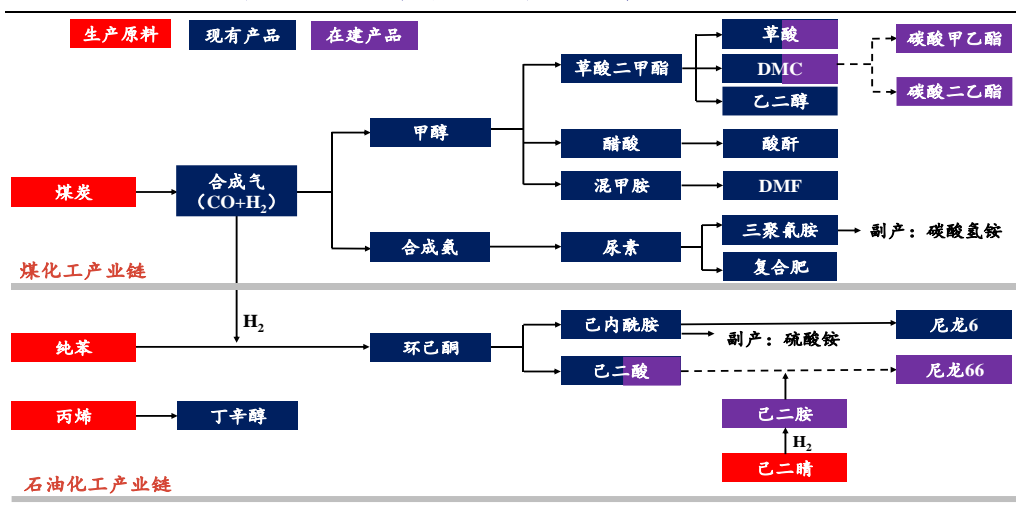 生产原料
现有产品
在建产品
草酸
碳酸甲乙酯
草酸二甲酯
DMC
碳酸二乙酯
乙二醇
甲醇
醋酸
酸酐
煤炭
合成气
（CO+H2）
混甲胺
DMF
合成氨
尿素
三聚氰胺
副产：碳酸氢铵
复合肥
煤化工产业链
H2
纯苯
环己酮
己内酰胺
副产：硫酸铵
尼龙6
己二酸
尼龙66
丙烯
丁辛醇
己二胺
H2
己二晴
石油化工产业链